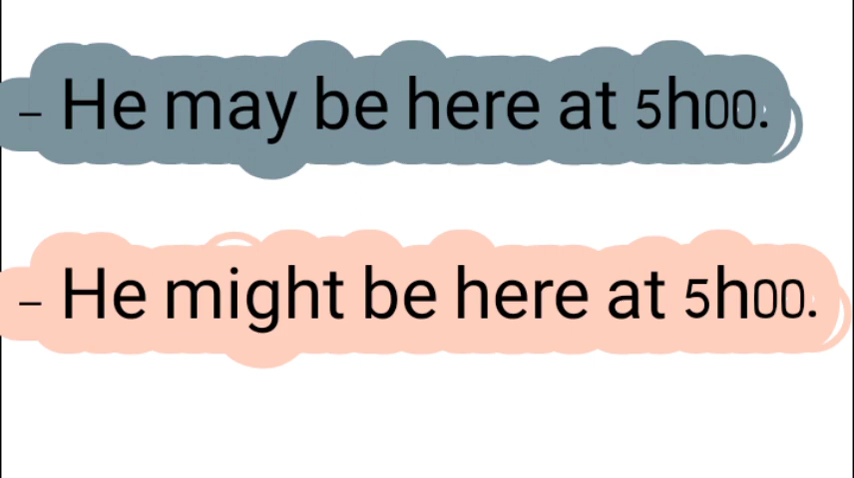 – He may be here at 5h00.
– He might be here at 5h00.